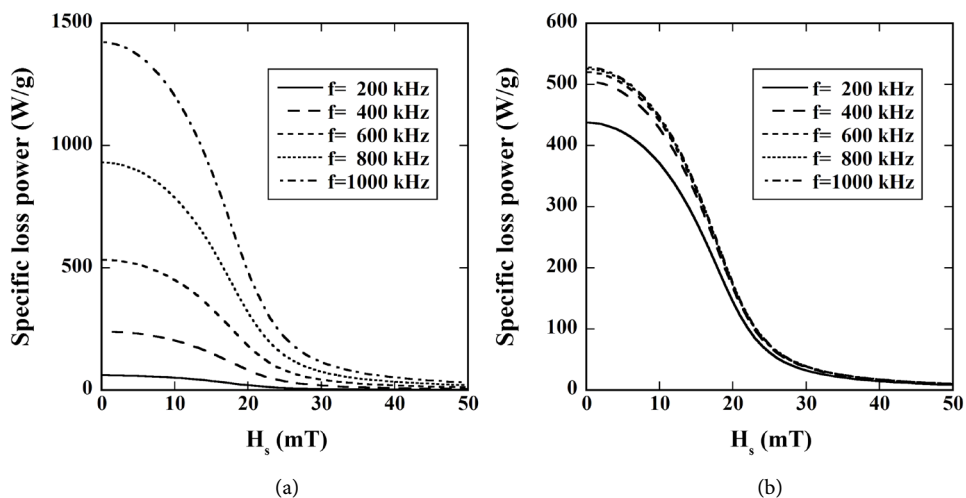 Specific loss power (W/g)
1500
1000
500
0
f= 200 kHz
f= 400 kHz
f= 600 kHz
f= 800 kHz
f=1000 kHz
0 10 20 30 40 50
Hs (mT)
(a)
Specific loss power (W/g)
600
500
400
300
200
100
0
f= 200 kHz
f= 400 kHz
f= 600 kHz
f= 800 kHz
f=1000 kHz
0 10 20 30 40 50
Hs (mT)
(b)